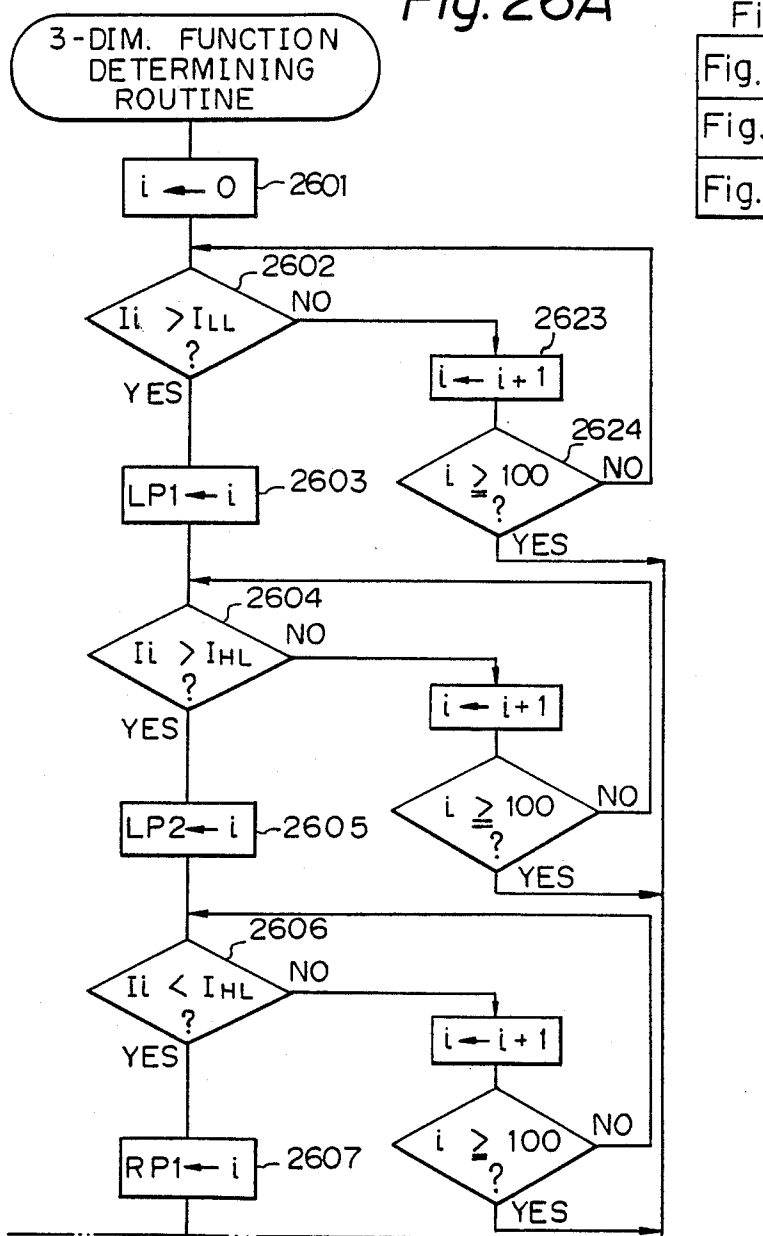 Fig. 26A
3-DIM. FUNCTION
DETERMINING
ROUTINE
Fig.
Fig.
Fig.
i ← 0
2601
2602
Ii > ILL
?
NO
YES
2623
i ← i + 1
2624
i ≧ 100
?
NO
YES
LP1 ← i
2603
2604
Ii > IHL
?
NO
YES
i ← i + 1
i ≧ 100
?
NO
YES
LP2 ← i
2605
2606
Ii < IHL
?
NO
YES
i ← i + 1
i ≧ 100
?
NO
YES
RP1 ← i
2607